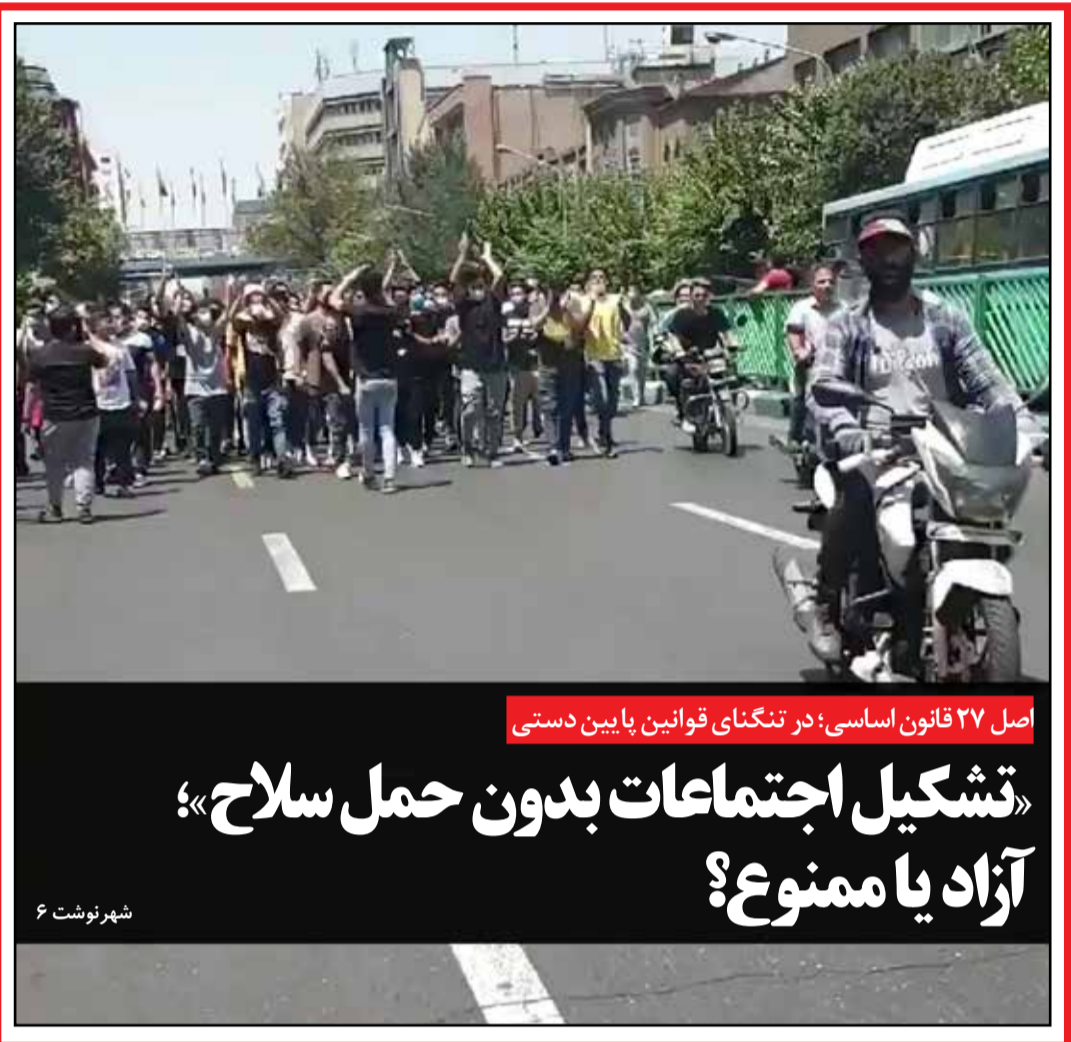 اصل ۲۷ قانون اساسی؛ در تنگنای قوانین پایین دستی
«تشکیل اجتماعات بدون حمل سلاح»؛
آزاد یا ممنوع؟
شهرنوشت ۶